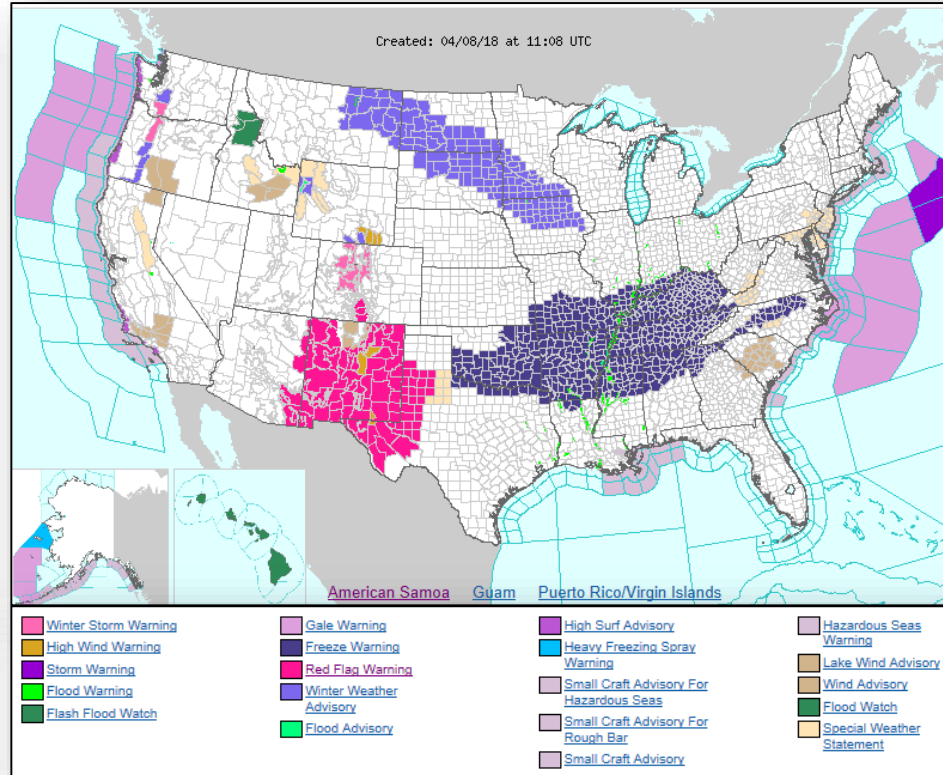 Created: 04/08/18 at 11:08 UTC
American Samoa Guam Puerto Rico/Virgin Islands
Winter Storm Warning
High Wind Warning
Storm Warning
Flood Warning
Flash Flood Watch
Gale Warning
Freeze Warning
Red Flag Warning
Winter Weather
Advisory
Flood Advisory
High Surf Advisory
Heavy Freezing Spray
Warning
Small Craft Advisory For
Hazardous Seas
Small Craft Advisory For
Rough Bar
Small Craft Advisory
Hazardous Seas
Warning
Lake Wind Advisory
Wind Advisory
Flood Watch
Special Weather
Statement